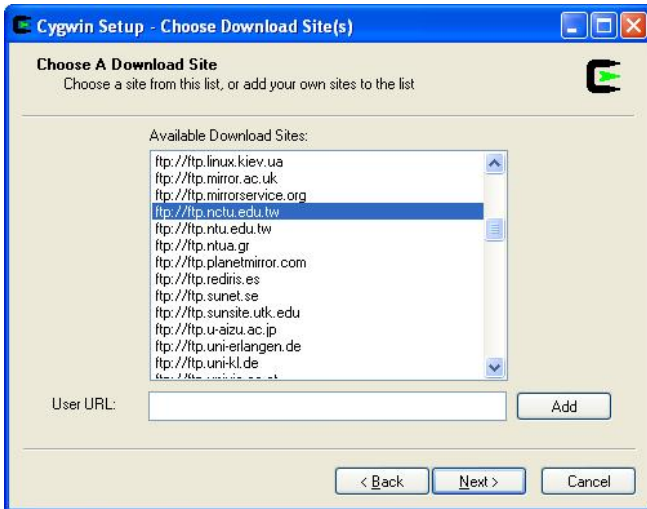 Cygwin Setup - Choose Download Site(s)
Choose A Download Site
Choose a site from this list, or add your own sites to the list
Available Download Sites:
ftp://ftp.linux.kiev.ua
ftp://ftp.mirror.ac.uk
ftp://ftp.mirrorservice.org
ftp://ftp.nctu.edu.tw
ftp://ftp.ntu.edu.tw
ftp://ftp.ntua.gr
ftp://ftp.planetmirror.com
ftp://ftp.rediris.es
ftp://ftp.sunet.se
ftp://ftp.sunsite.utk.edu
ftp://ftp.u-aizu.ac.jp
ftp://ftp.uni-erlangen.de
ftp://ftp.uni-kl.de
User URL:
Add
< Back
Next >
Cancel